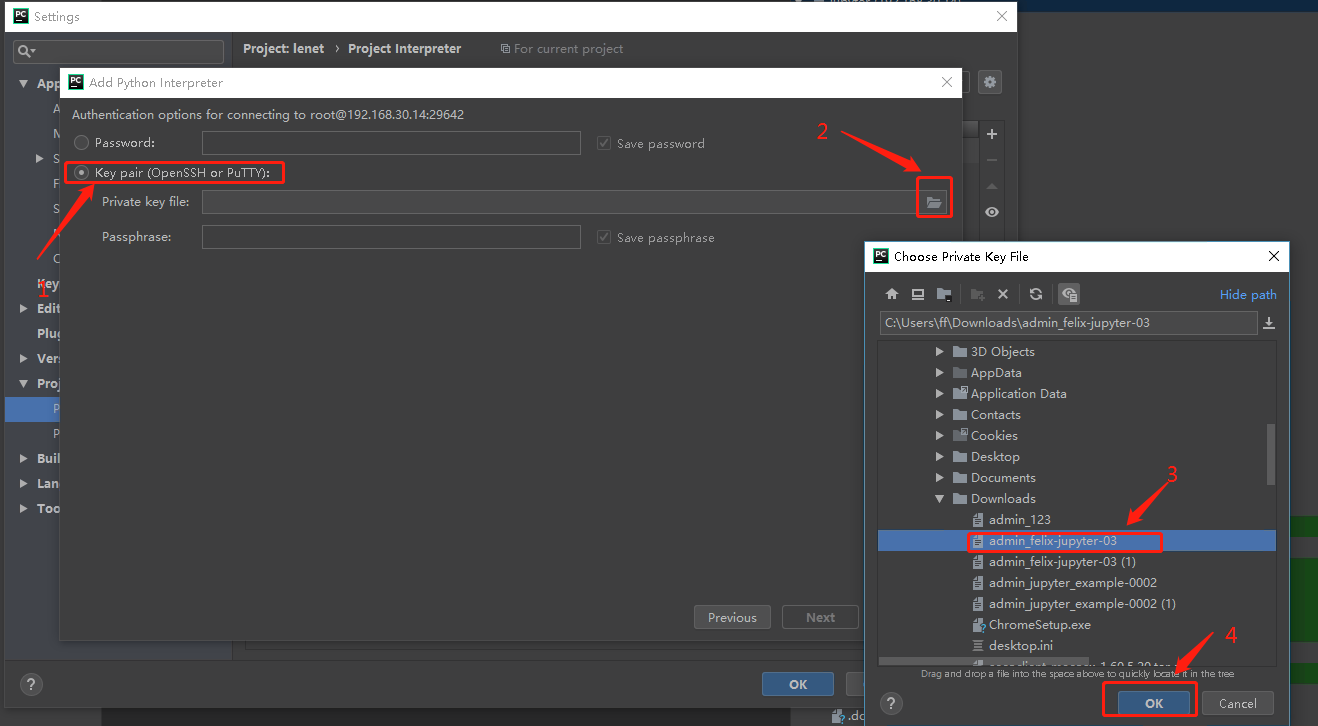 PC Settings
Project: lenet › Project Interpreter For current project
App
PC Add Python Interpreter
Authentication options for connecting to root@192.168.30.14:29642
Password: Save password
2
Key pair (OpenSSH or PuTTY):
Private key file:
Passphrase: Save passphrase
1
Key
Edit
Plug
Vers
Proj
P
P
Buil
Lan
Too
Previous Next
? OK
PC Choose Private Key File
Hide path
C:\Users\ff\Downloads\admin_felix-jupyter-03
3D Objects
AppData
Application Data
Contacts
Cookies
Desktop
Documents
3
Downloads
admin_123
admin_felix-jupyter-03
admin_felix-jupyter-03 (1)
admin_jupyter_example-0002
admin_jupyter_example-0002 (1)
ChromeSetup.exe
4
desktop.ini
Drag and drop a file into the space above to quickly locate it in the tree
? OK Cancel